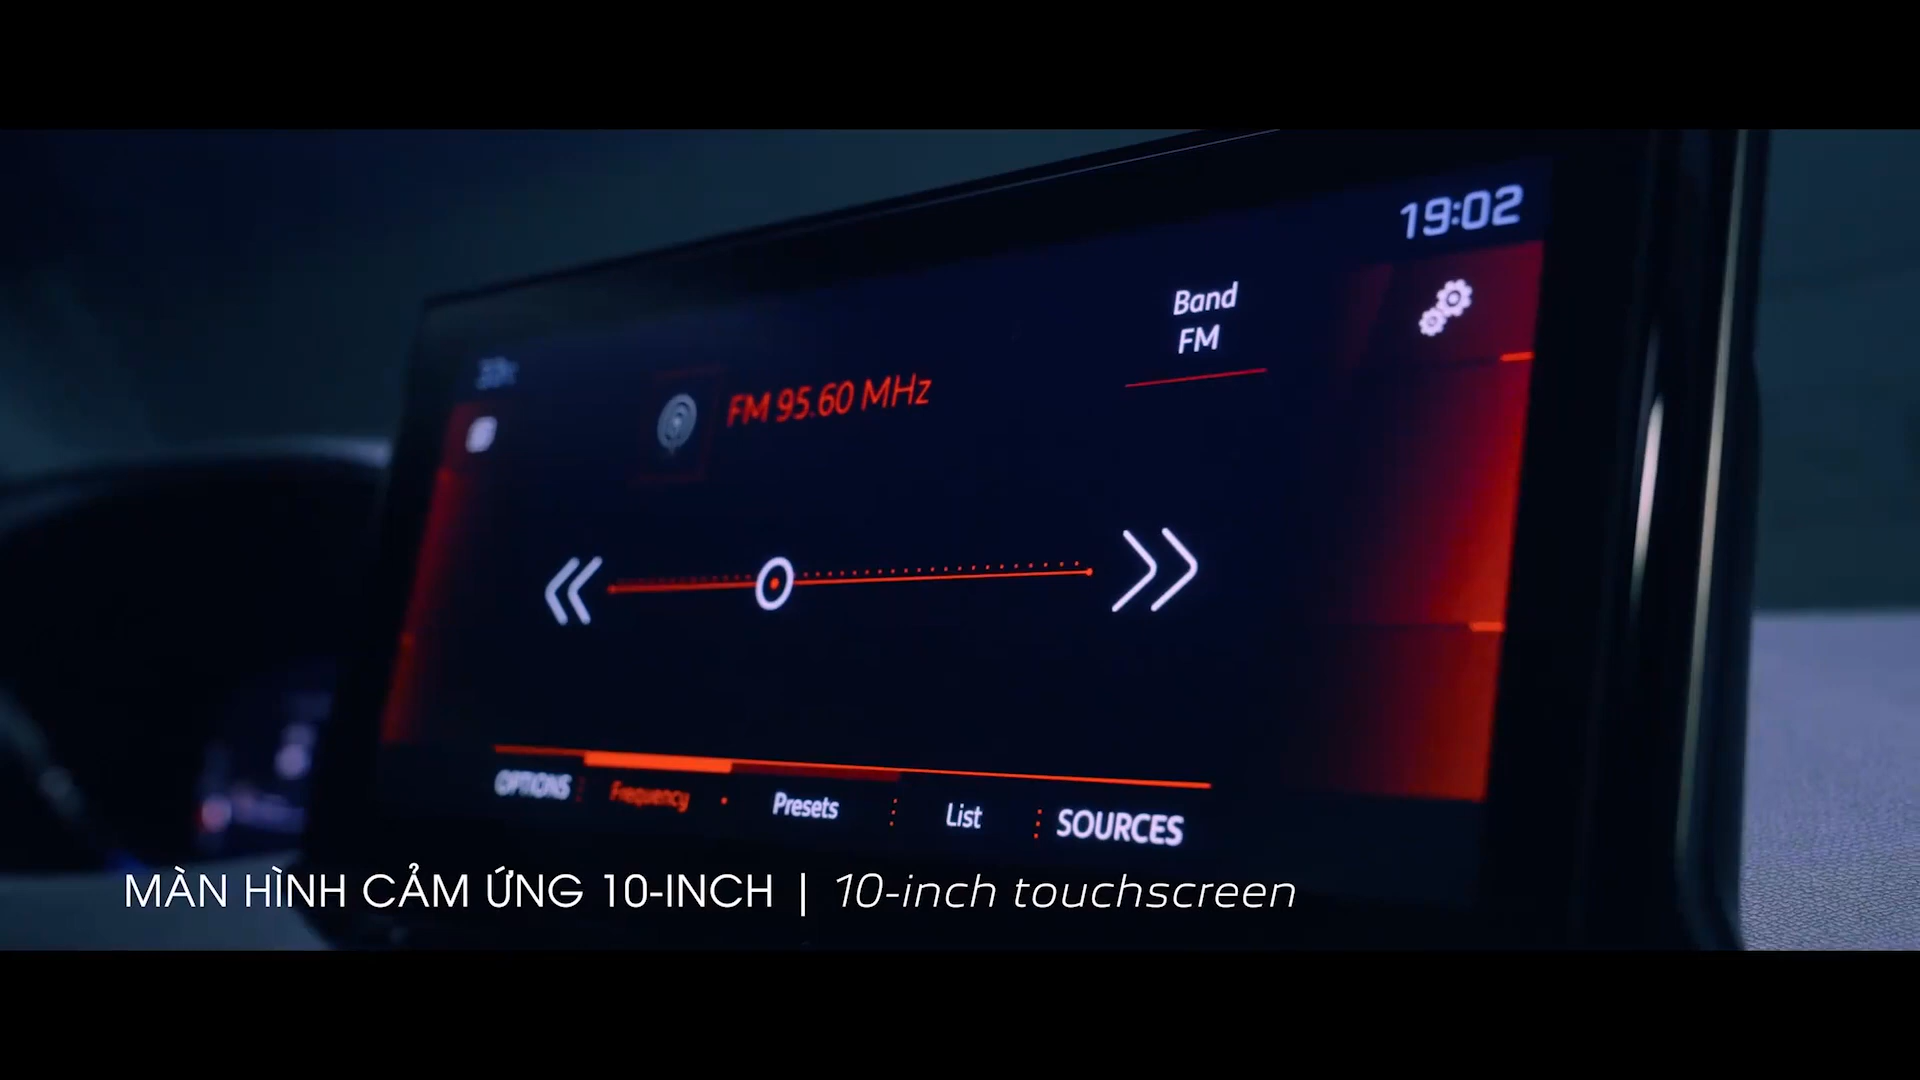 19:02
Band
FM
FM 95.60 MHz
OPTIONS Frequency Presets List SOURCES
MÀN HÌNH CẢM ỨNG 10-INCH | 10-inch touchscreen